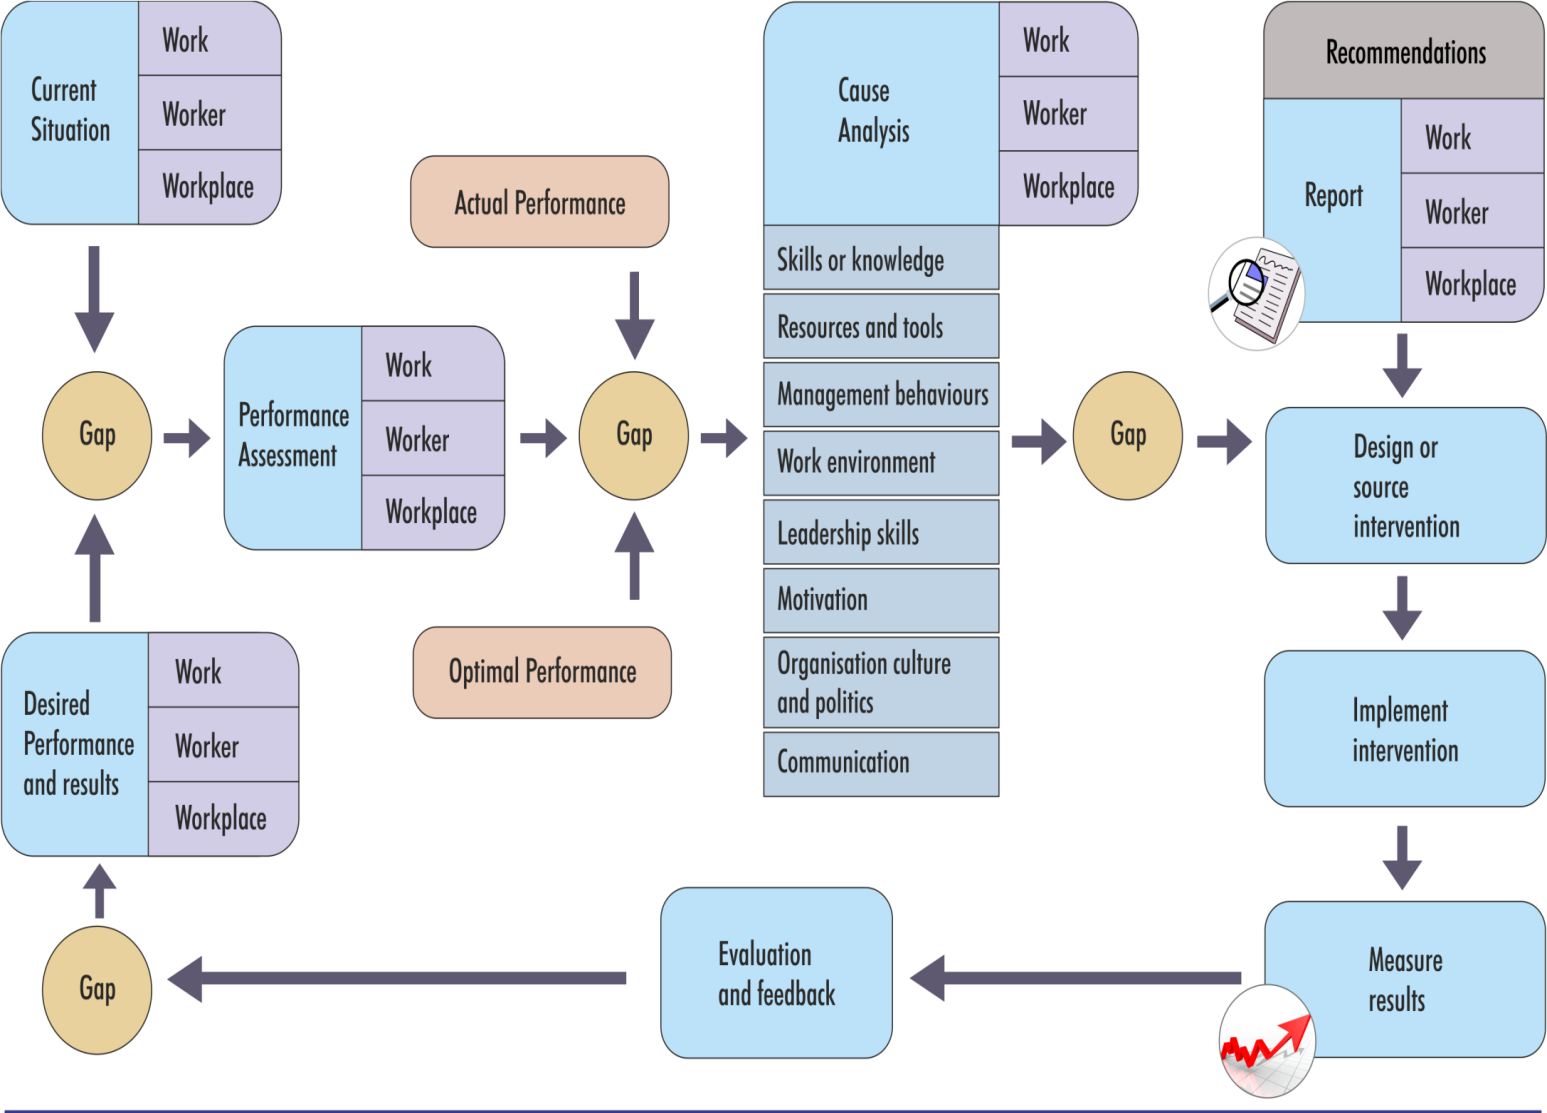 Current
Situation
Work
Worker
Workplace
Gap
Desired
Performance
and results
Work
Worker
Workplace
Gap
Performance
Assessment
Work
Worker
Workplace
Actual Performance
Gap
Optimal Performance
Cause
Analysis
Work
Worker
Workplace
Skills or knowledge
Resources and tools
Management behaviours
Work environment
Leadership skills
Motivation
Organisation culture
and politics
Communication
Gap
Recommendations
Report
Work
Worker
Workplace
Design or
source
intervention
Implement
intervention
Measure
results
Evaluation
and feedback